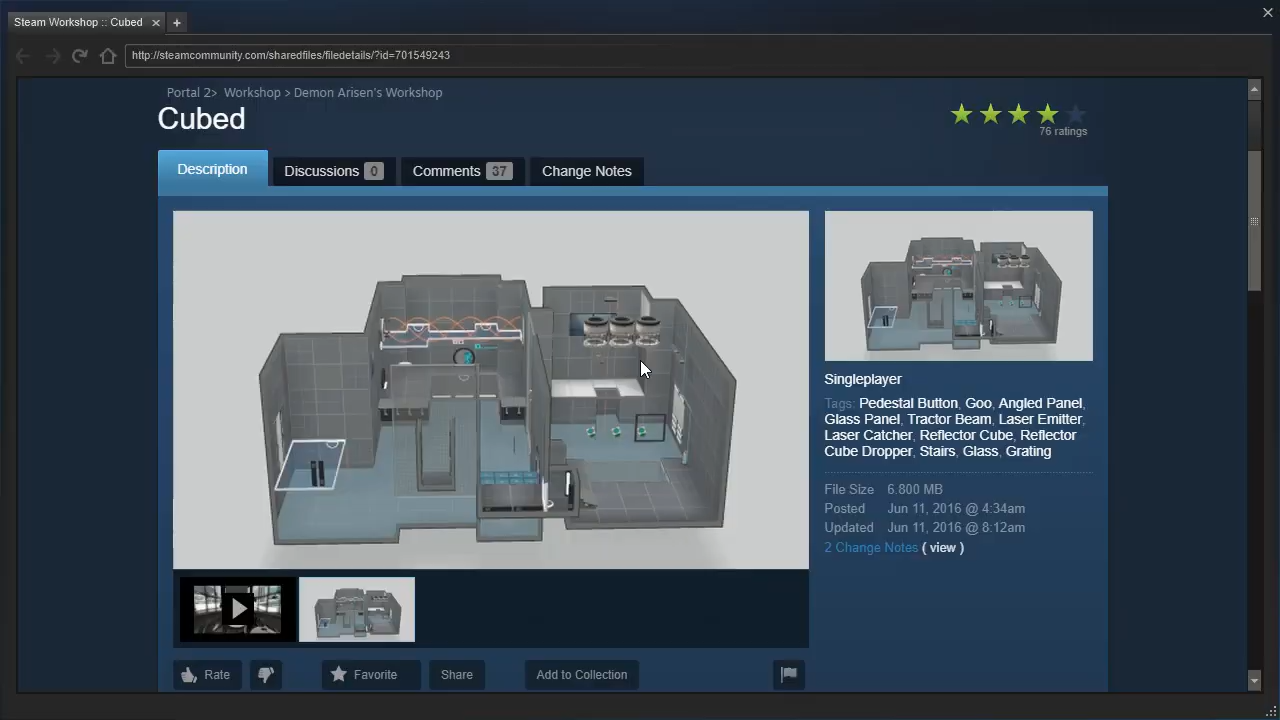 Steam Workshop :: Cubed
http://steamcommunity.com/sharedfiles/filedetails/?id=701549243
Portal 2> Workshop > Demon Arisen's Workshop
Cubed
76 ratings
Description
Discussions 0
Comments 37
Change Notes
Singleplayer
Tags: Pedestal Button, Goo, Angled Panel,
Glass Panel, Tractor Beam, Laser Emitter,
Laser Catcher, Reflector Cube, Reflector
Cube Dropper, Stairs, Glass, Grating
File Size 6.800 MB
Posted Jun 11, 2016 @ 4:34am
Updated Jun 11, 2016 @ 8:12am
2 Change Notes ( view )
Rate
Favorite
Share
Add to Collection